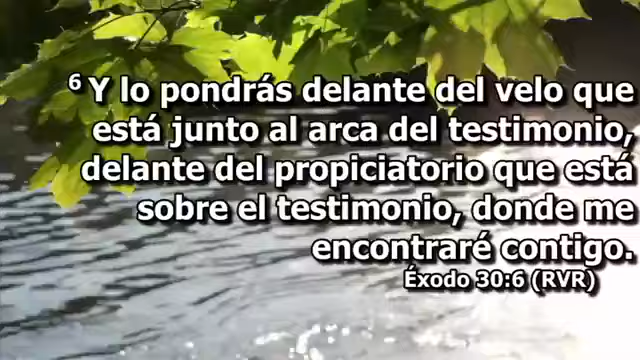 6 Y lo pondrás delante del velo que
está junto al arca del testimonio,
delante del propiciatorio que está
sobre el testimonio, donde me
encontraré contigo.
Éxodo 30:6 (RVR)